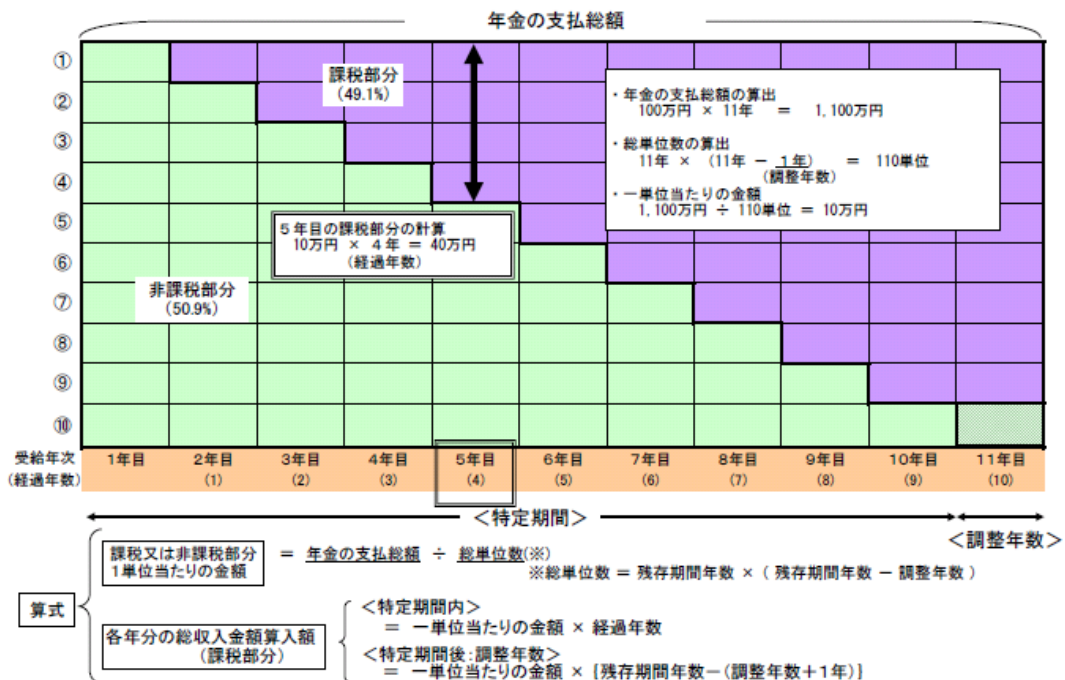 年金の支払総額
①
②
③
④
⑤
⑥
⑦
⑧
⑨
⑩
課税部分
(49.1%)
・年金の支払総額の算出
100万円 × 11年 = 1,100万円
・総単位数の算出
11年 × (11年 － 1年) = 110単位
(調整年数)
・一単位当たりの金額
1,100万円 ÷ 110単位 = 10万円
5年目の課税部分の計算
10万円 × 4年 = 40万円
(経過年数)
非課税部分
(50.9%)
受給年次 1年目 2年目 3年目 4年目 5年目 6年目 7年目 8年目 9年目 10年目 11年目
(経過年数) (1) (2) (3) (4) (5) (6) (7) (8) (9) (10)
＜特定期間＞
＜調整年数＞
算式
課税又は非課税部分
1単位当たりの金額
= 年金の支払総額 ÷ 総単位数(※)
※総単位数 = 残存期間年数 × ( 残存期間年数 － 調整年数 )
各年分の総収入金額算入額
(課税部分)
＜特定期間内＞
= 一単位当たりの金額 × 経過年数
＜特定期間後:調整年数＞
= 一単位当たりの金額 × {残存期間年数－(調整年数＋1年)}